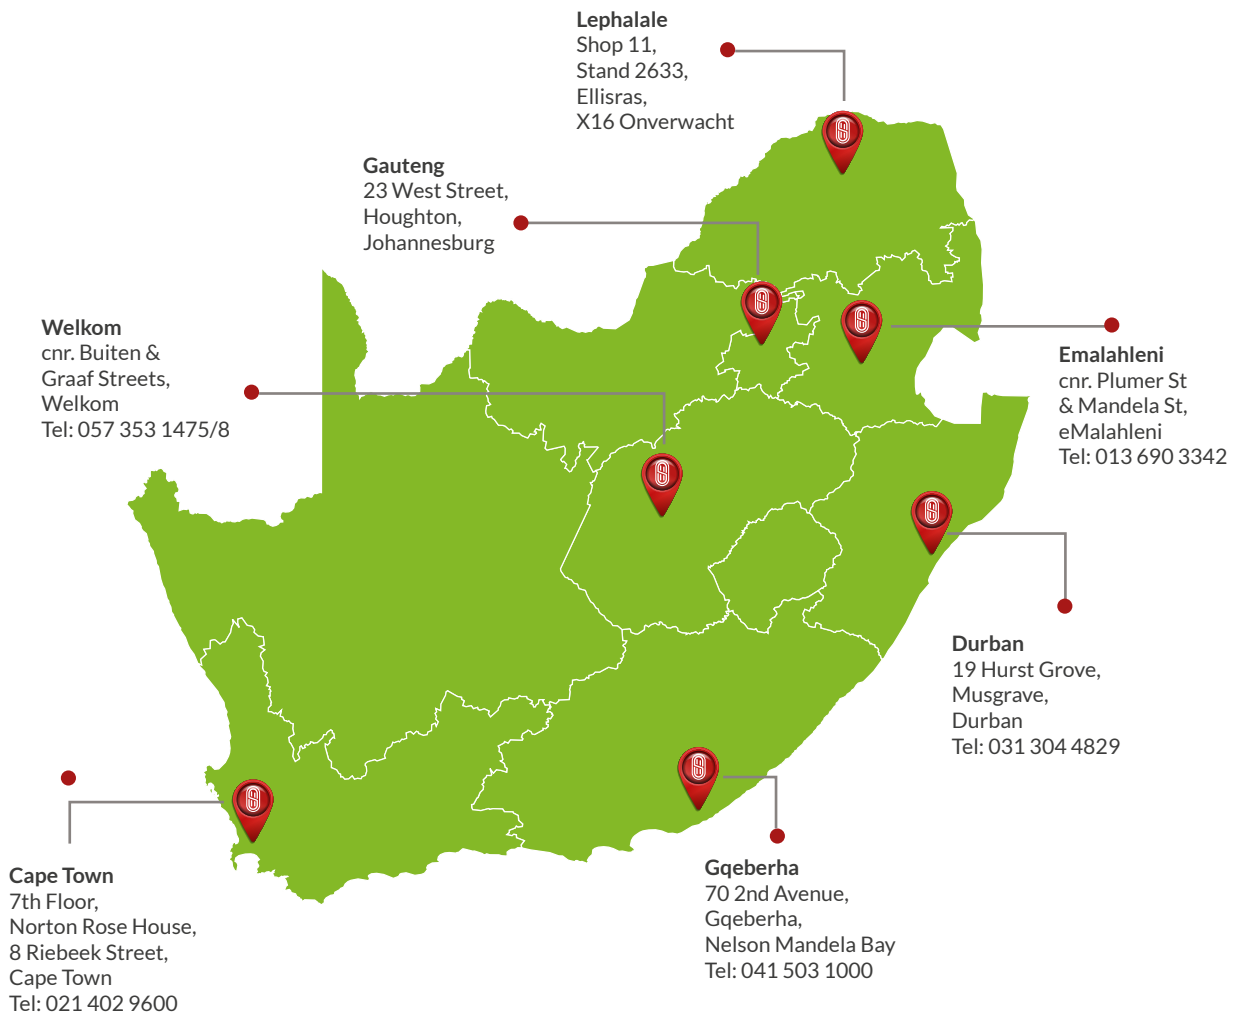 Lephalale
Shop 11,
Stand 2633,
Ellisras,
X16 Onverwacht
Gauteng
23 West Street,
Houghton,
Johannesburg
Welkom
cnr. Buiten &
Graaf Streets,
Welkom
Tel: 057 353 1475/8
Emalahleni
cnr. Plumer St
& Mandela St,
eMalahleni
Tel: 013 690 3342
Durban
19 Hurst Grove,
Musgrave,
Durban
Tel: 031 304 4829
Gqeberha
70 2nd Avenue,
Gqeberha,
Nelson Mandela Bay
Tel: 041 503 1000
Cape Town
7th Floor,
Norton Rose House,
8 Riebeek Street,
Cape Town
Tel: 021 402 9600